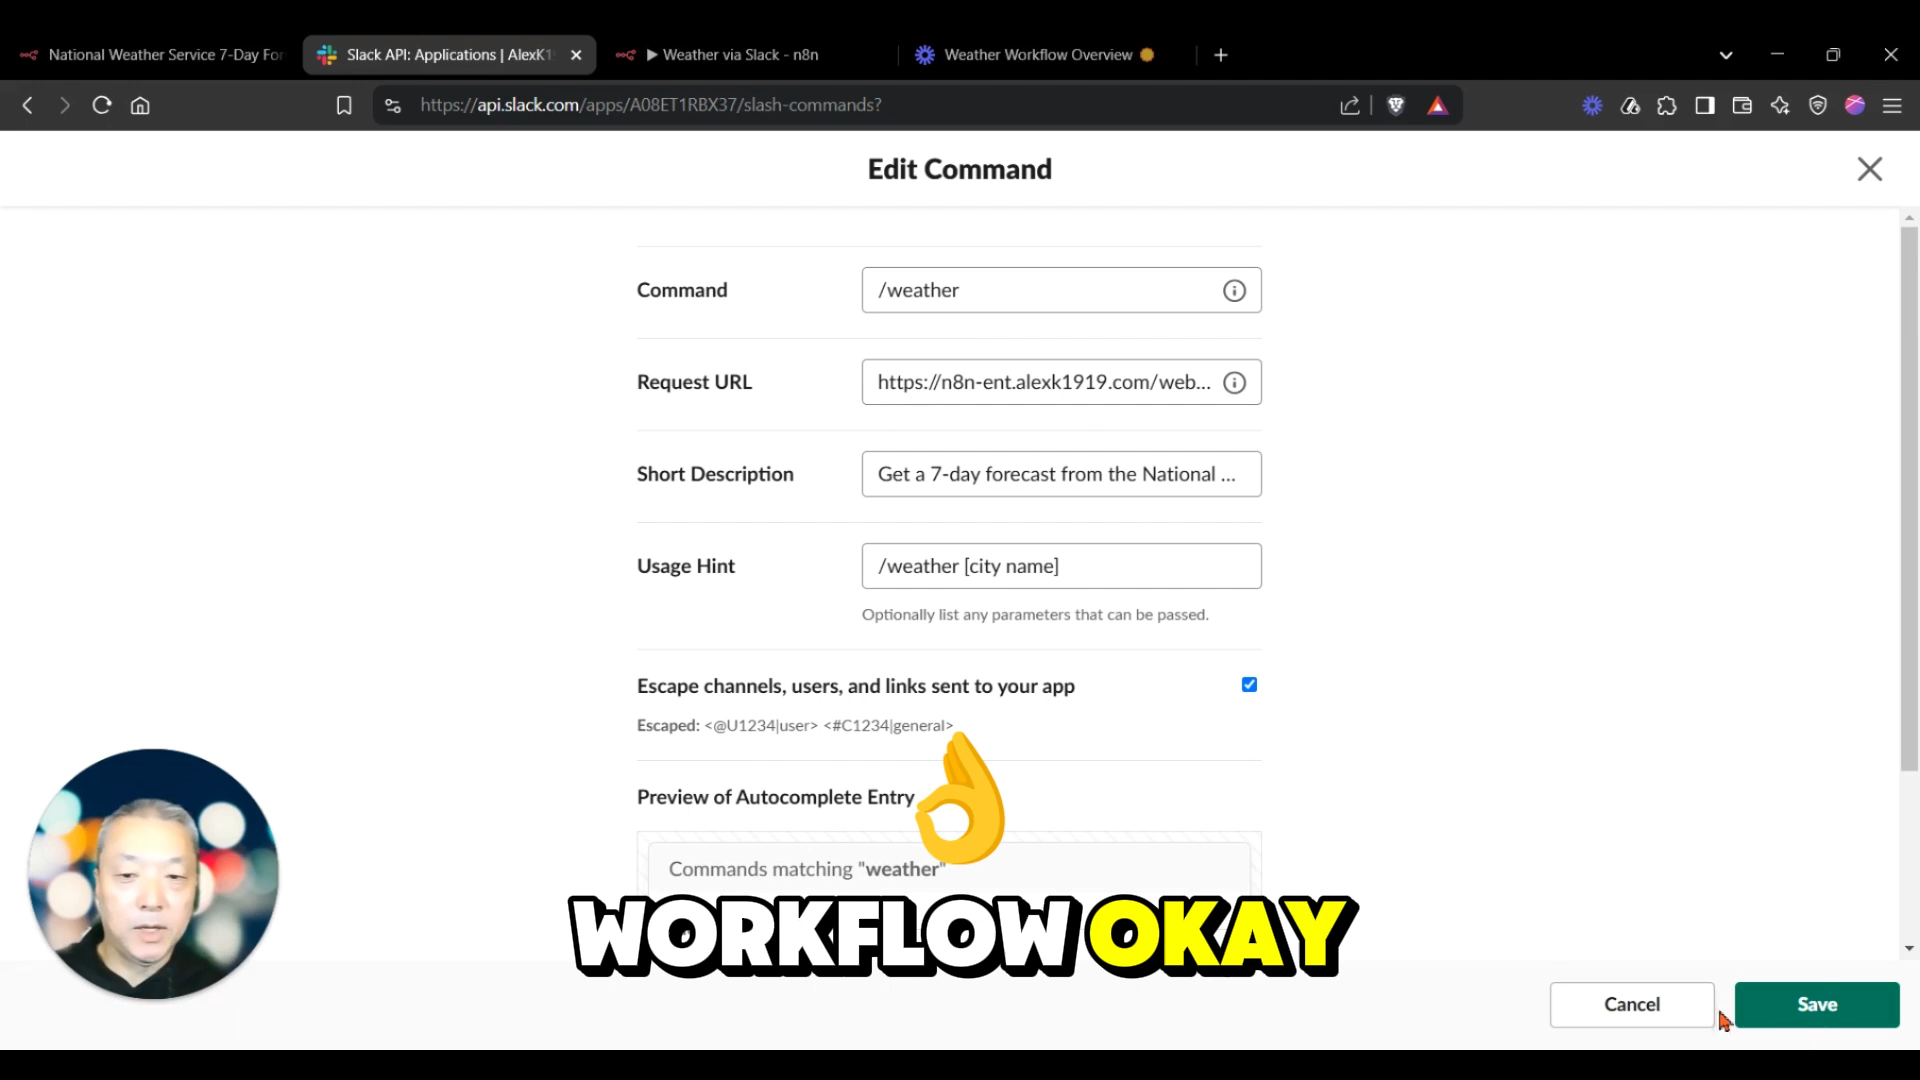 National Weather Service 7-Day For
Slack API: Applications | AlexK1
Weather via Slack - n8n
Weather Workflow Overview
https://api.slack.com/apps/A08ET1RBX37/slash-commands?
Edit Command
Command
/weather
Request URL
https://n8n-ent.alexk1919.com/web...
Short Description
Get a 7-day forecast from the National ...
Usage Hint
/weather [city name]
Optionally list any parameters that can be passed.
Escape channels, users, and links sent to your app
Escaped: <@U1234|user> <#C1234|general>
Preview of Autocomplete Entry
Commands matching "weather"
WORKFLOW OKAY
Cancel
Save